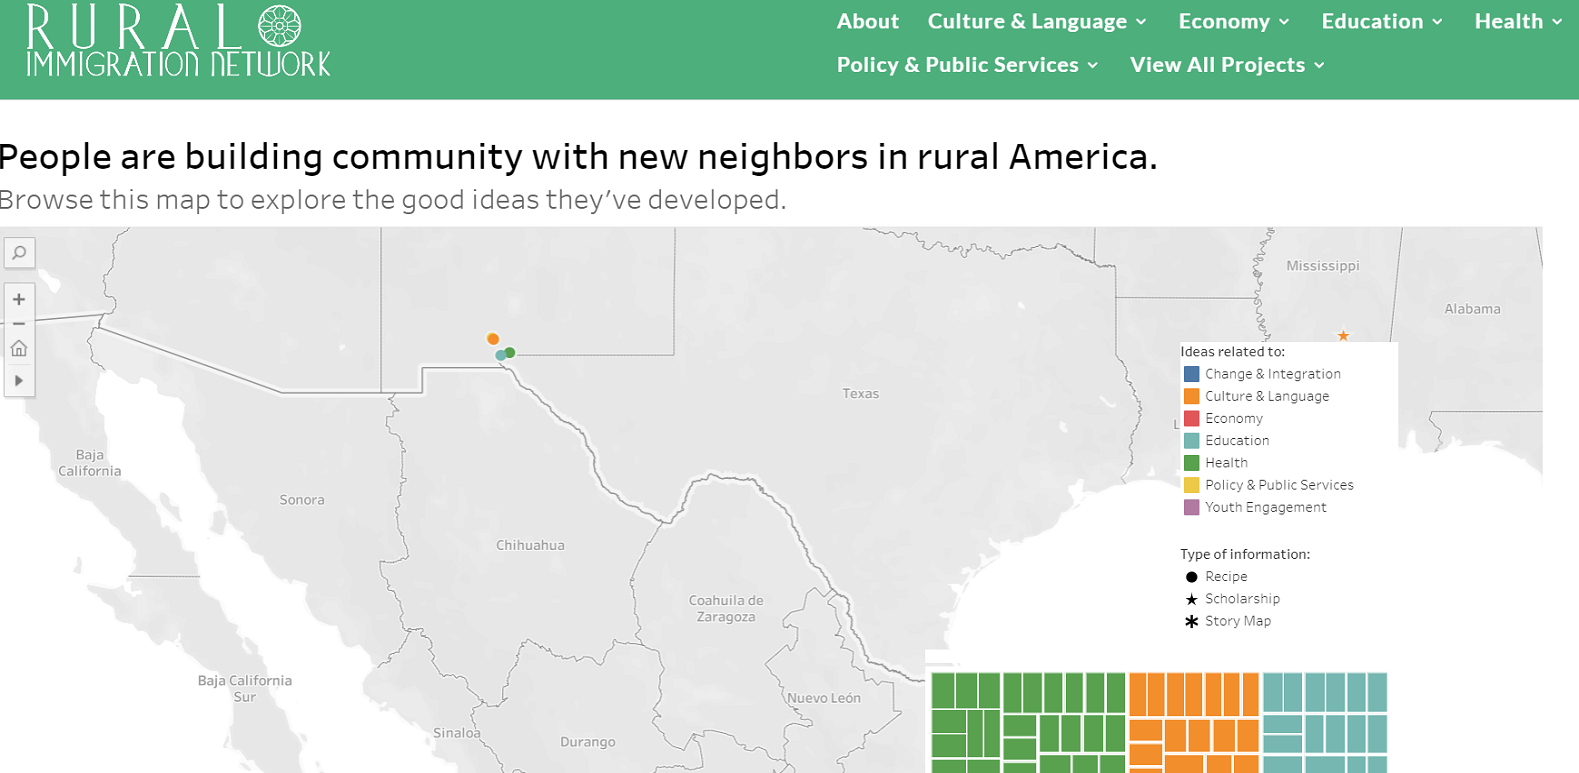 RURAL
IMMIGRATION NETWORK
About Culture & Language Economy Education Health
Policy & Public Services View All Projects
People are building community with new neighbors in rural America.
Browse this map to explore the good ideas they've developed.
Mississippi
Alabama
Texas
Baja
California
Sonora
Chihuahua
Coahuila de
Zaragoza
Baja California
Sur
Nuevo León
Sinaloa
Durango
Ideas related to:
Change & Integration
Culture & Language
Economy
Education
Health
Policy & Public Services
Youth Engagement
Type of information:
Recipe
Scholarship
Story Map